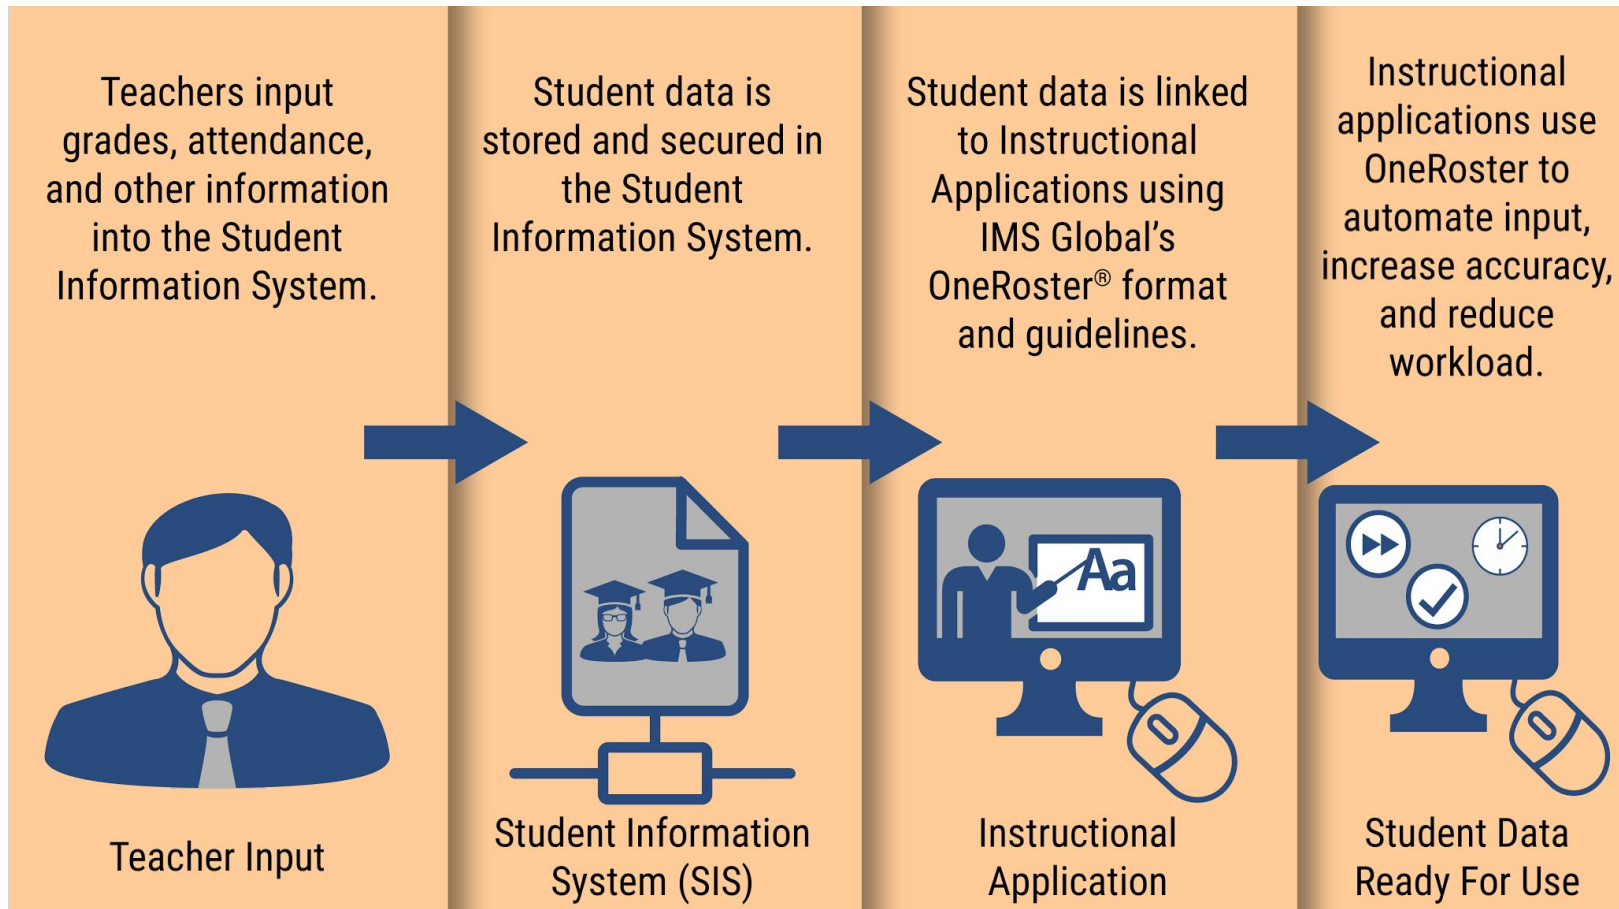 Teachers input
grades, attendance,
and other information
into the Student
Information System.
Teacher Input
Student data is
stored and secured in
the Student
Information System.
Student Information
System (SIS)
Student data is linked
to Instructional
Applications using
IMS Global’s
OneRoster® format
and guidelines.
Aa
Instructional
Application
Instructional
applications use
OneRoster to
automate input,
increase accuracy,
and reduce
workload.
Student Data
Ready For Use